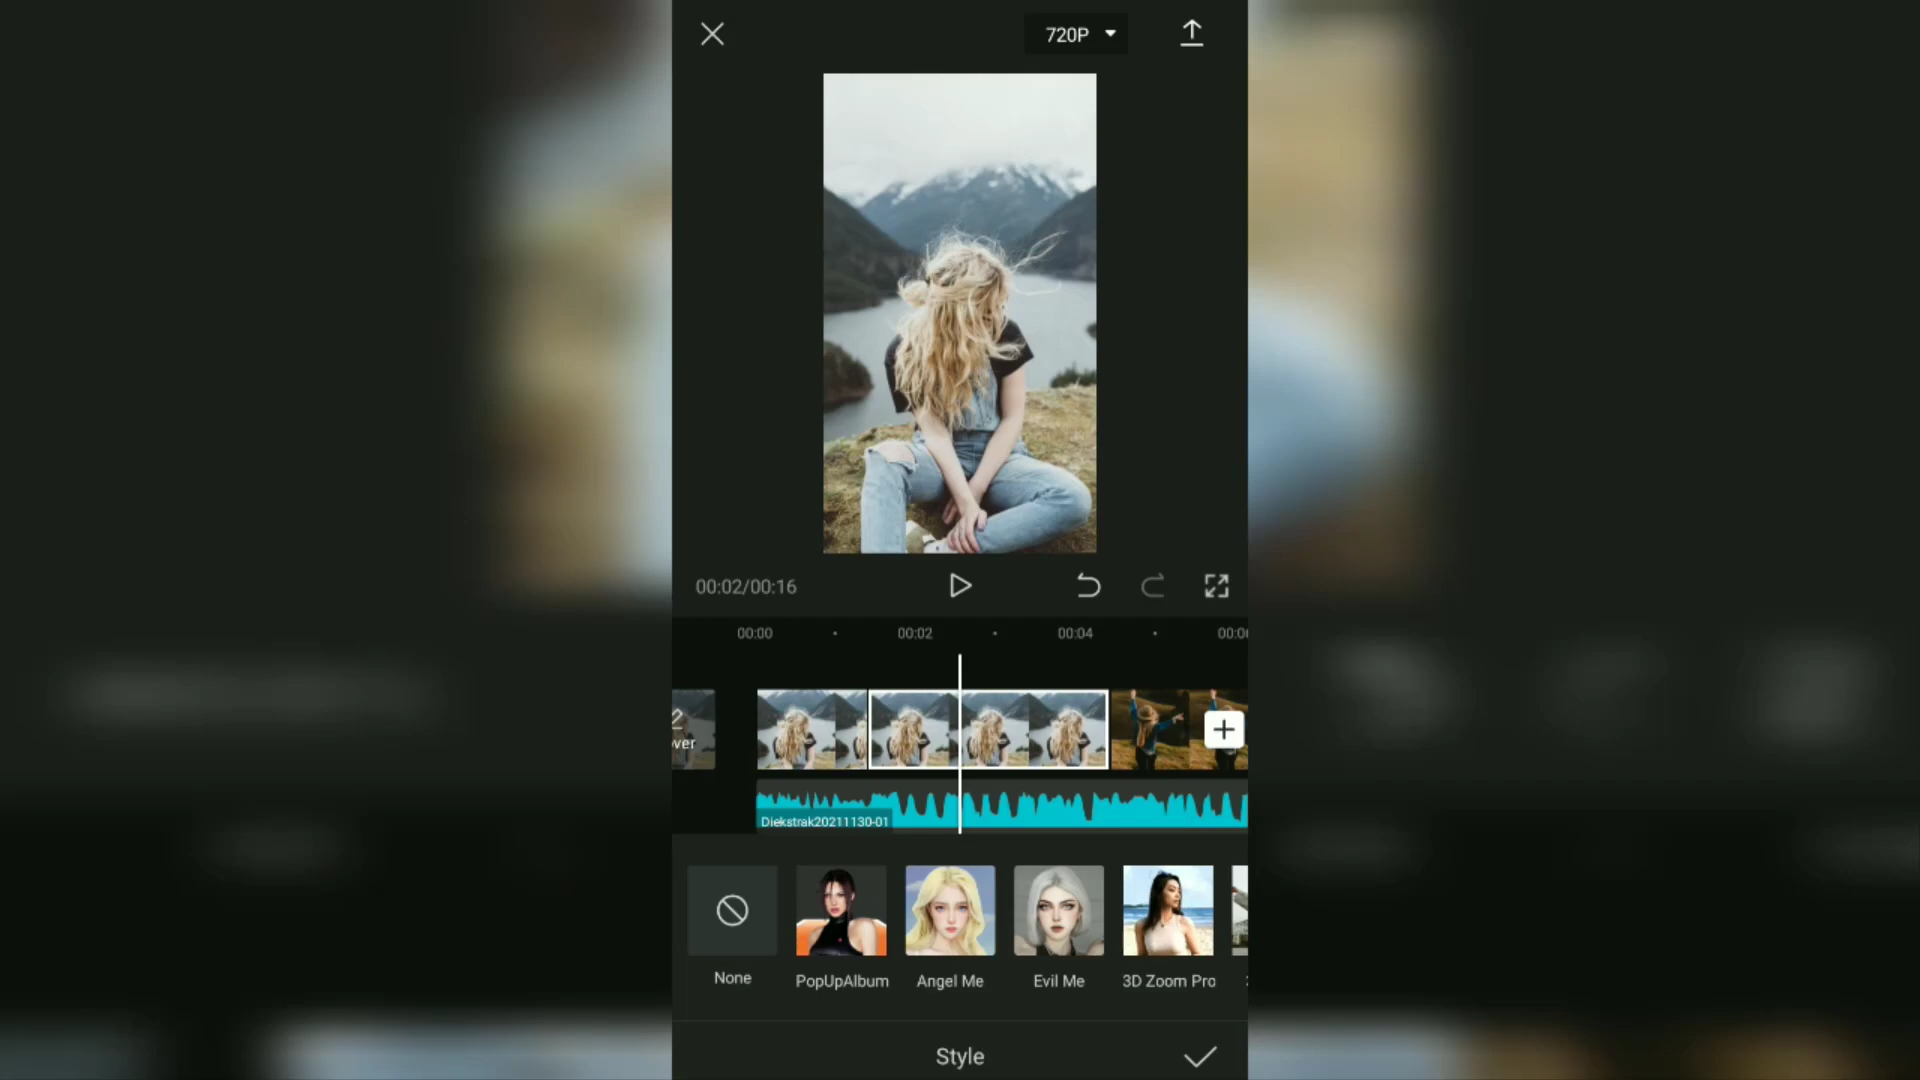 720P
00:02/00:16
00:00
00:02
00:04
ver
Diekstrak20211130-01
None
PopUpAlbum
Angel Me
Evil Me
3D Zoom Pro
Style